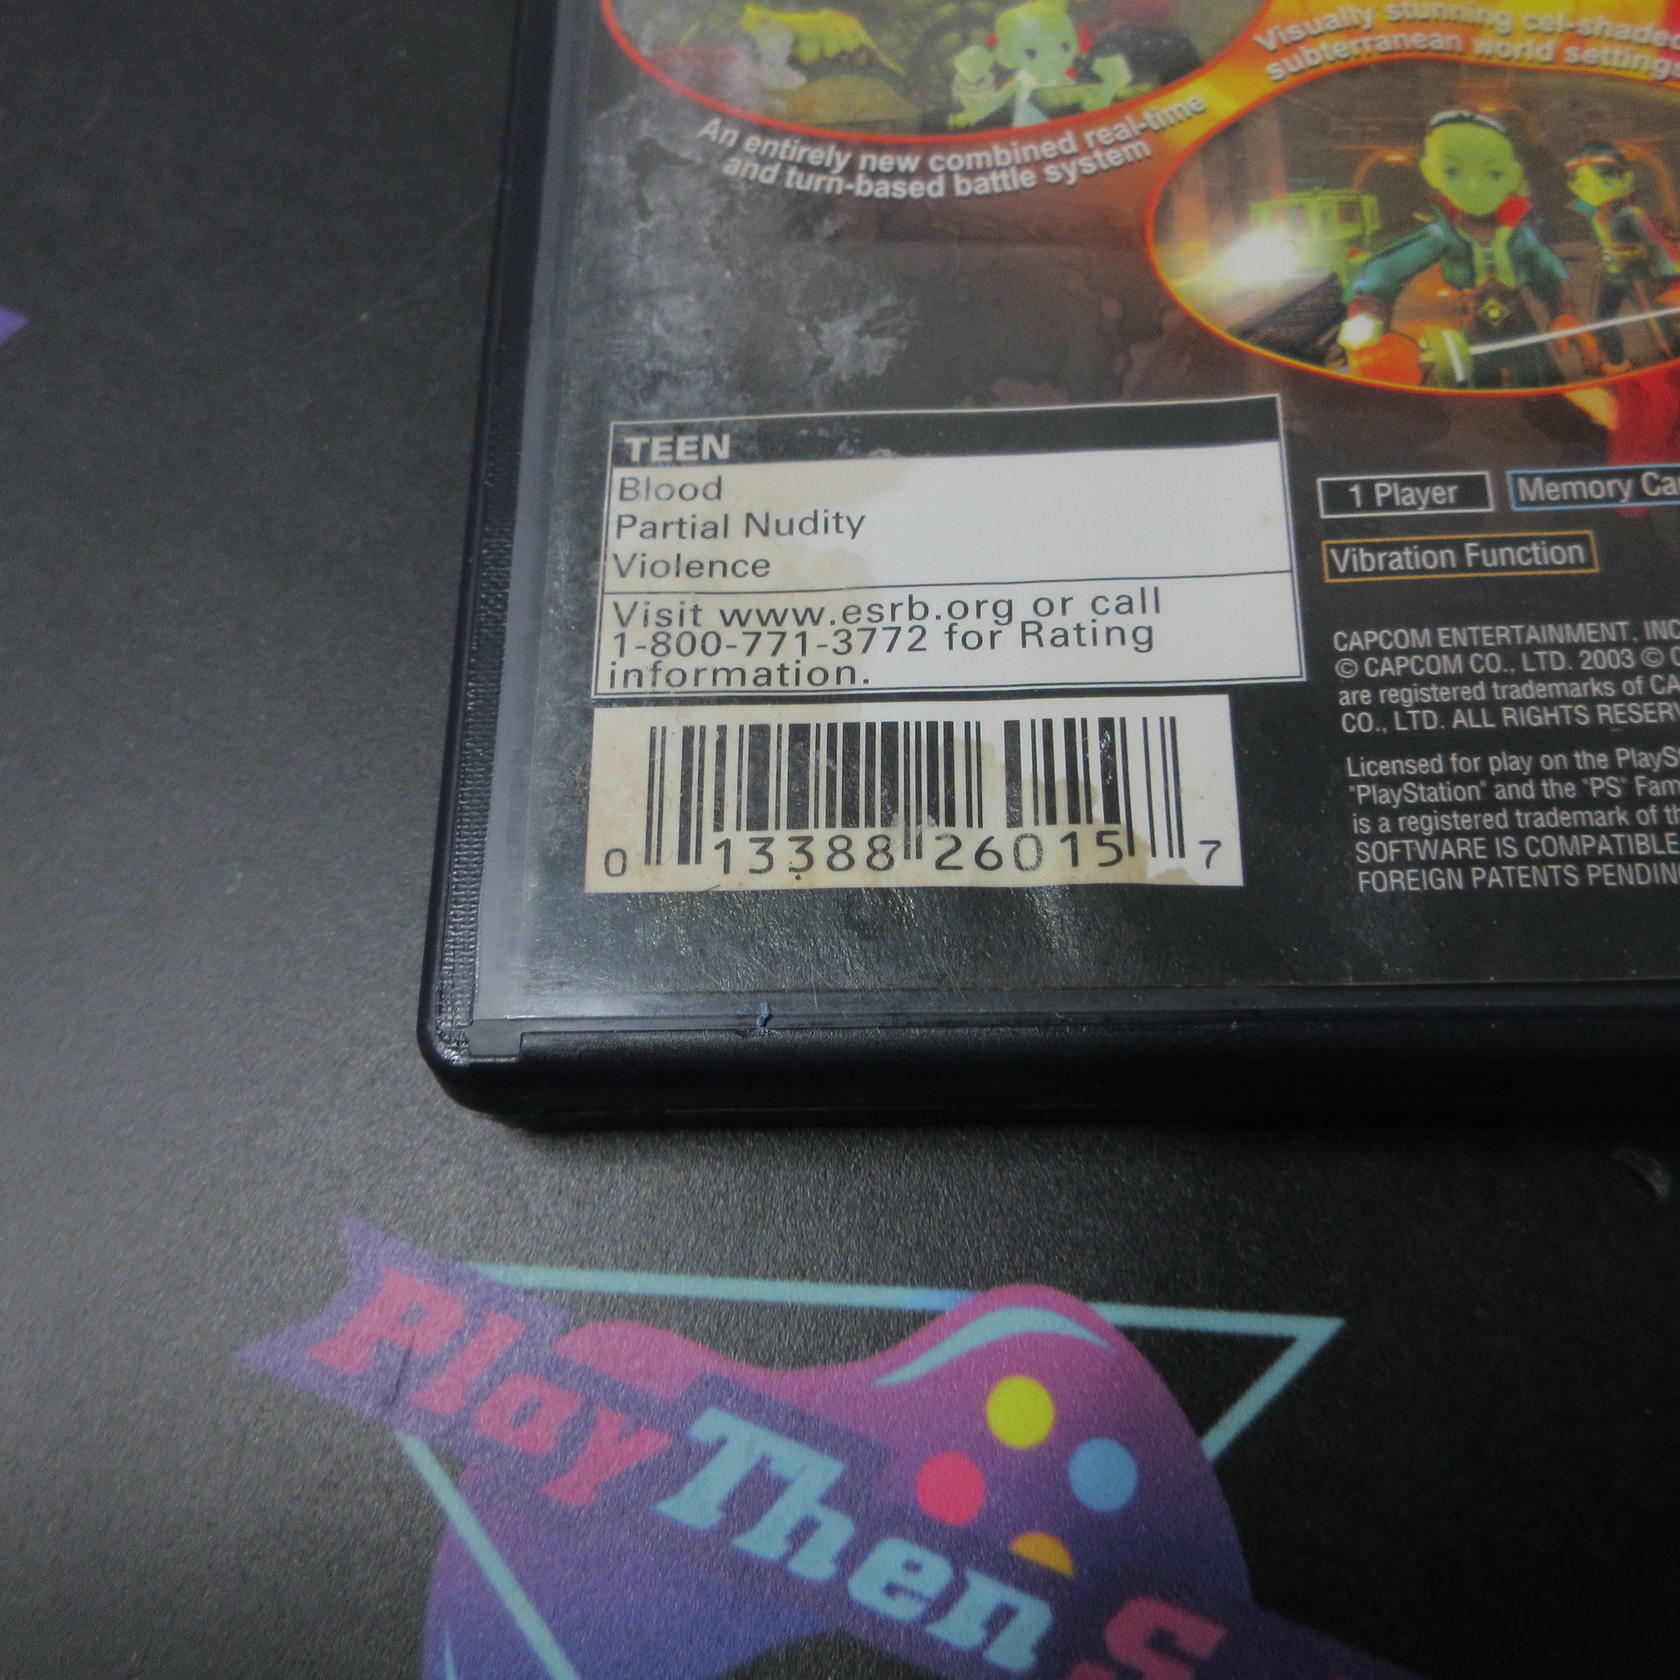 Visually stunning cel-shaded
subterranean world settings
An entirely new combined real-time
and turn-based battle system
TEEN
Blood
Partial Nudity
Violence
Visit www.esrb.org or call
1-800-771-3772 for Rating
information.
0 13388 26015 7
1 Player
Memory
Vibration Function
CAPCOM ENTERTAINMENT, INC
© CAPCOM CO., LTD. 2003 ©
are registered trademarks of
CO., LTD. ALL RIGHTS
Licensed for play on the
"PlayStation" and the "PS"
is a registered trademark of
SOFTWARE IS COMPATIBLE
FOREIGN PATENTS PENDING
Play
Then